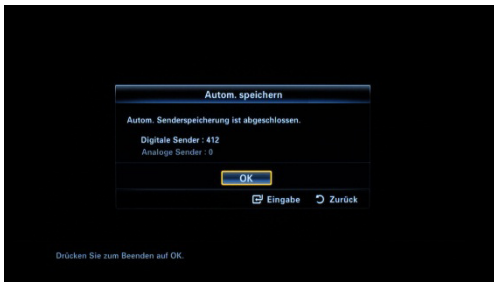 Autom. speichern
Autom. Senderspeicherung ist abgeschlossen.
Digitale Sender : 412
Analoge Sender : 0
OK
Eingabe Zurück
Drücken Sie zum Beenden auf OK.